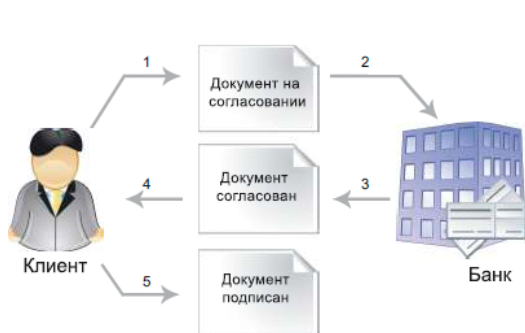 1
2
Документ на
согласовании
4
Документ
согласован
3
Клиент
Банк
5
Документ
подписан